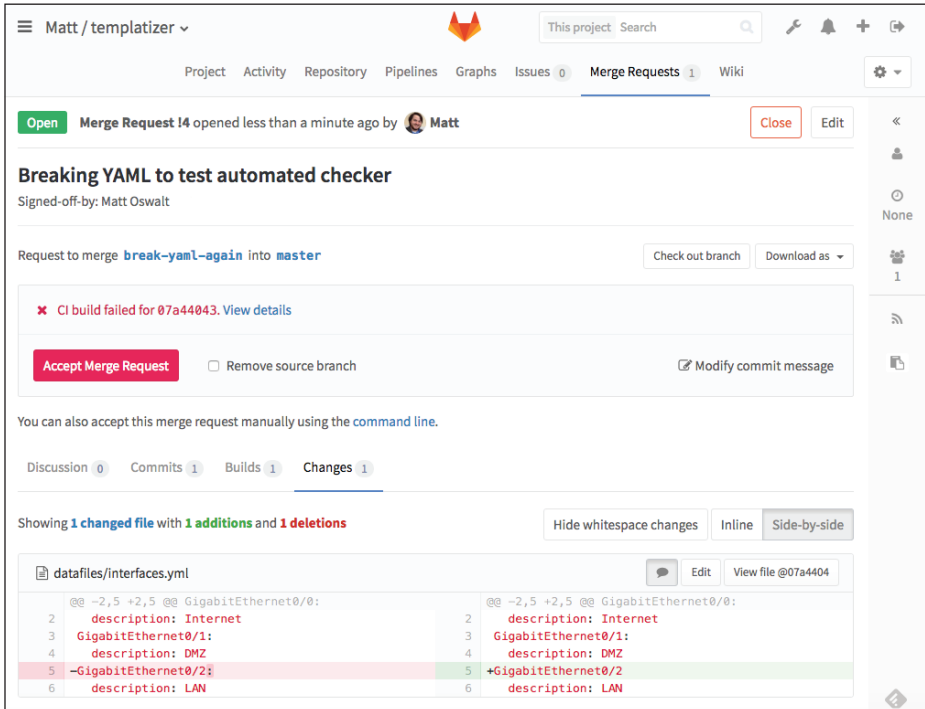 Matt / templatizer
This project Search
Project Activity Repository Pipelines Graphs Issues 0 Merge Requests 1 Wiki
Open Merge Request !4 opened less than a minute ago by Matt Close Edit
Breaking YAML to test automated checker
Signed-off-by: Matt Oswalt
None
Request to merge break-yaml-again into master Check out branch Download as
1
CI build failed for 07a44043. View details
Accept Merge Request Remove source branch Modify commit message
You can also accept this merge request manually using the command line.
Discussion 0 Commits 1 Builds 1 Changes 1
Showing 1 changed file with 1 additions and 1 deletions Hide whitespace changes Inline Side-by-side
datafiles/interfaces.yml Edit View file @07a4404
@@ -2,5 +2,5 @@ GigabitEthernet0/0: @@ -2,5 +2,5 @@ GigabitEthernet0/0:
2 description: Internet 2 description: Internet
3 GigabitEthernet0/1: 3 GigabitEthernet0/1:
4 description: DMZ 4 description: DMZ
5 -GigabitEthernet0/2: 5 +GigabitEthernet0/2
6 description: LAN 6 description: LAN